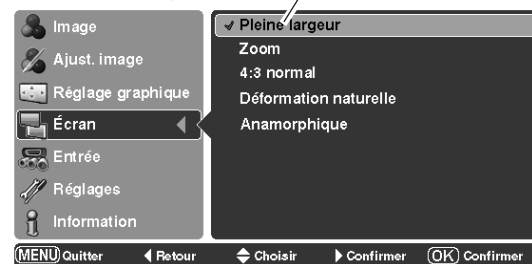 Image
Ajust. image
Réglage graphique
Écran
Entrée
Réglages
Information
Pleine largeur
Zoom
4:3 normal
Déformation naturelle
Anamorphique
MENU Quitter Retour Choisir Confirmer OK Confirmer